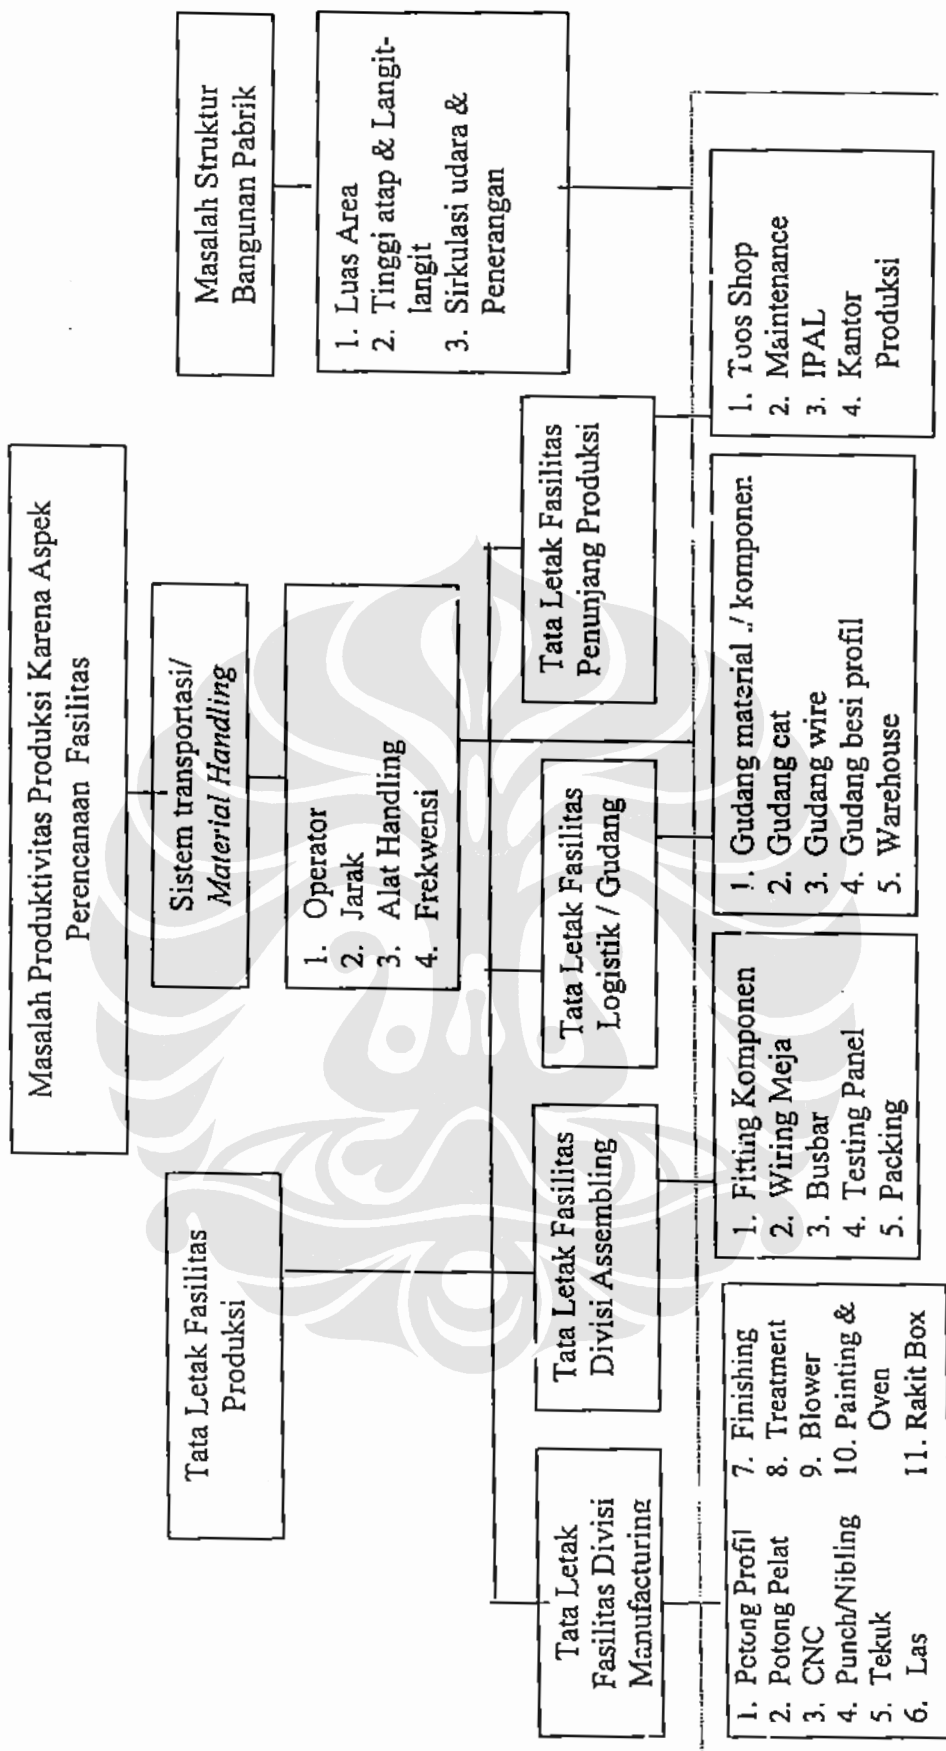 Masalah Produktivitas Produksi Karena Aspek
Perencanaan Fasilitas
Tata Letak Fasilitas
Produksi
Sistem transportasi/
Material Handling
Masalah Struktur
Bangunan Pabrik
1. Operator
2. Jarak
3. Alat Handling
4. Frekwensi
1. Luas Area
2. Tinggi atap & Langit-
langit
3. Sirkulasi udara &
Penerangan
Tata Letak
Fasilitas Divisi
Manufacturing
Tata Letak Fasilitas
Divisi Assembling
Tata Letak Fasilitas
Logistik / Gudang
Tata Letak Fasilitas
Penunjang Produksi
1. Potong Profil
2. Potong Pelat
3. CNC
4. Punch/Nibling
5. Tekuk
6. Las
7. Finishing
8. Treatment
9. Blower
10. Painting &
Oven
11. Rakit Box
1. Fitting Komponen
2. Wiring Meja
3. Busbar
4. Testing Panel
5. Packing
1. Gudang material ./ komponen
2. Gudang cat
3. Gudang wire
4. Gudang besi profil
5. Warehouse
1. Toos Shop
2. Maintenance
3. IPAL
4. Kantor
Produksi